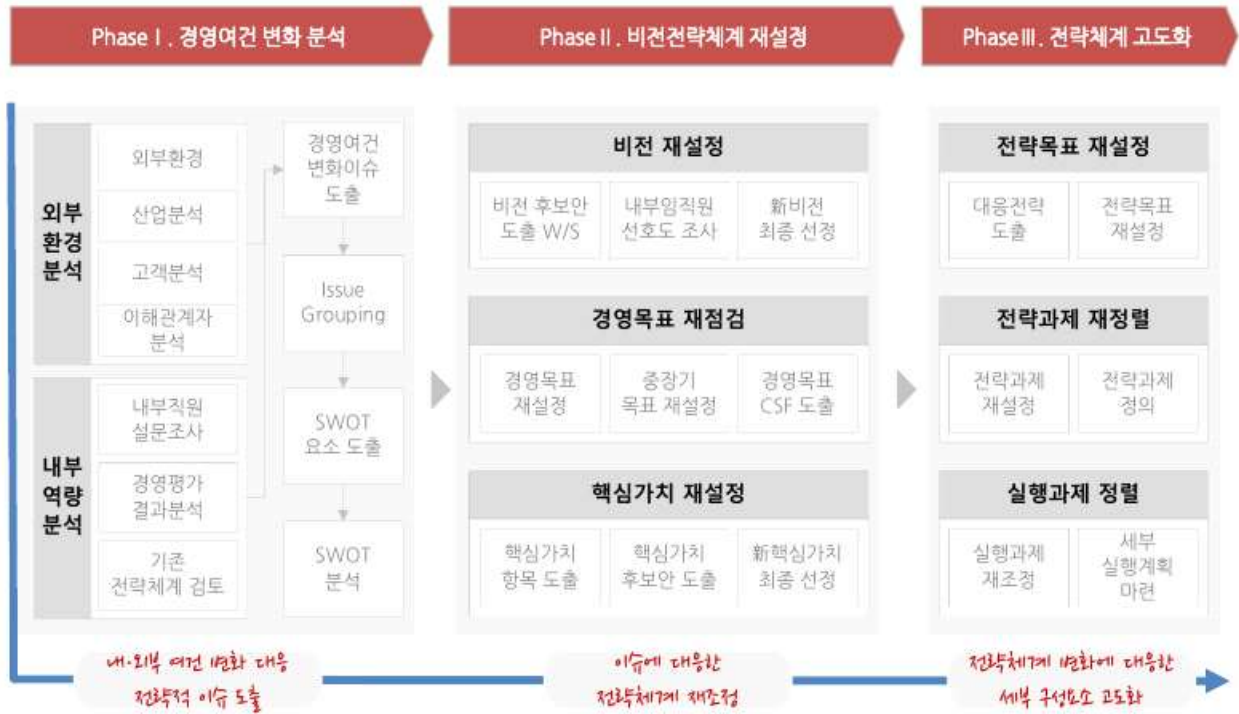 Phase Ⅰ. 경영여건 변화 분석
Phase Ⅱ. 비전전략체계 재설정
Phase Ⅲ. 전략체계 고도화
외부
환경
분석
외부환경
산업분석
고객분석
이해관계자
분석
내부
역량
분석
내부직원
설문조사
경영평가
결과분석
기존
전략체계 검토
경영여건
변화이슈
도출
Issue
Grouping
SWOT
요소 도출
SWOT
분석
비전 재설정
비전 후보안
도출 W/S
내부임직원
선호도 조사
新비전
최종 선정
경영목표 재점검
경영목표
재설정
중장기
목표 재설정
경영목표
CSF 도출
핵심가치 재설정
핵심가치
항목 도출
핵심가치
후보안 도출
新핵심가치
최종 선정
전략목표 재설정
대응전략
도출
전략목표
재설정
전략과제 재정렬
전략과제
재설정
전략과제
정의
실행과제 정렬
실행과제
재조정
세부
실행계획
마련
내·외부 여건 변화 대응
전략적 이슈 도출
이슈에 대응한
전략체계 재조정
전략체계 변화에 대응한
세부 구성요소 고도화